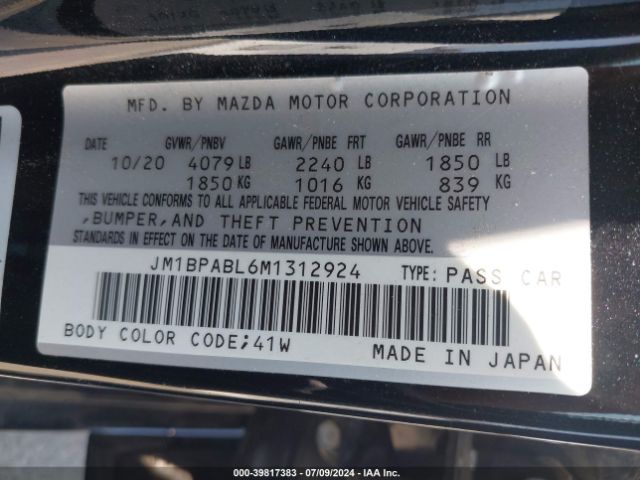 MFD. BY MAZDA MOTOR CORPORATION
DATE GVWR/PNBV GAWR/PNBE FRT GAWR/PNBE RR
10/20 4079 LB 2240 LB 1850 LB
1850 KG 1016 KG 839 KG
THIS VEHICLE CONFORMS TO ALL APPLICABLE FEDERAL MOTOR VEHICLE SAFETY
,BUMPER,AND THEFT PREVENTION
STANDARDS IN EFFECT ON THE DATE OF MANUFACTURE SHOWN ABOVE.
JM1BPABL6M1312924 TYPE: PASS CAR
BODY COLOR CODE;41W MADE IN JAPAN
000-39817383 - 07/09/2024 - IAA Inc.